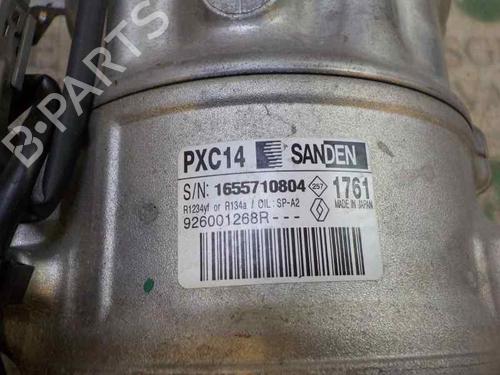 B-PARTS
PXC14 SANDEN
S/N: 1655710804 257 1761
R1234yf or R134a / OIL: SP-A2 MADE IN JAPAN
926001268R---